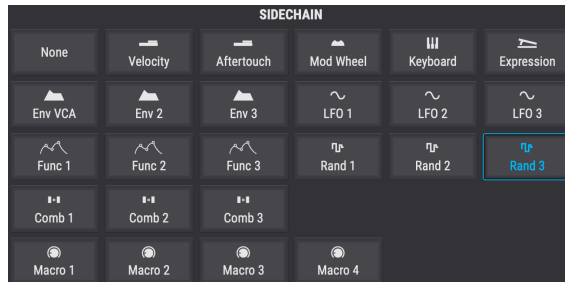 SIDECHAIN
None
Velocity
Aftertouch
Mod Wheel
Keyboard
Expression
Env VCA
Env 2
Env 3
LFO 1
LFO 2
LFO 3
Func 1
Func 2
Func 3
Rand 1
Rand 2
Rand 3
Comb 1
Comb 2
Comb 3
Macro 1
Macro 2
Macro 3
Macro 4